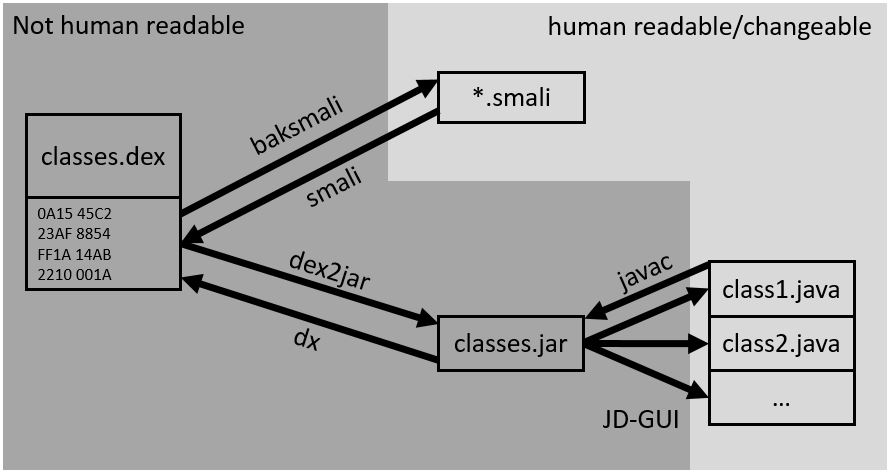 Not human readable
human readable/changeable
*.smali
baksmali
smali
classes.dex
0A15 45C2
23AF 8854
FF1A 14AB
2210 001A
dex2jar
dx
classes.jar
javac
class1.java
class2.java
...
JD-GUI